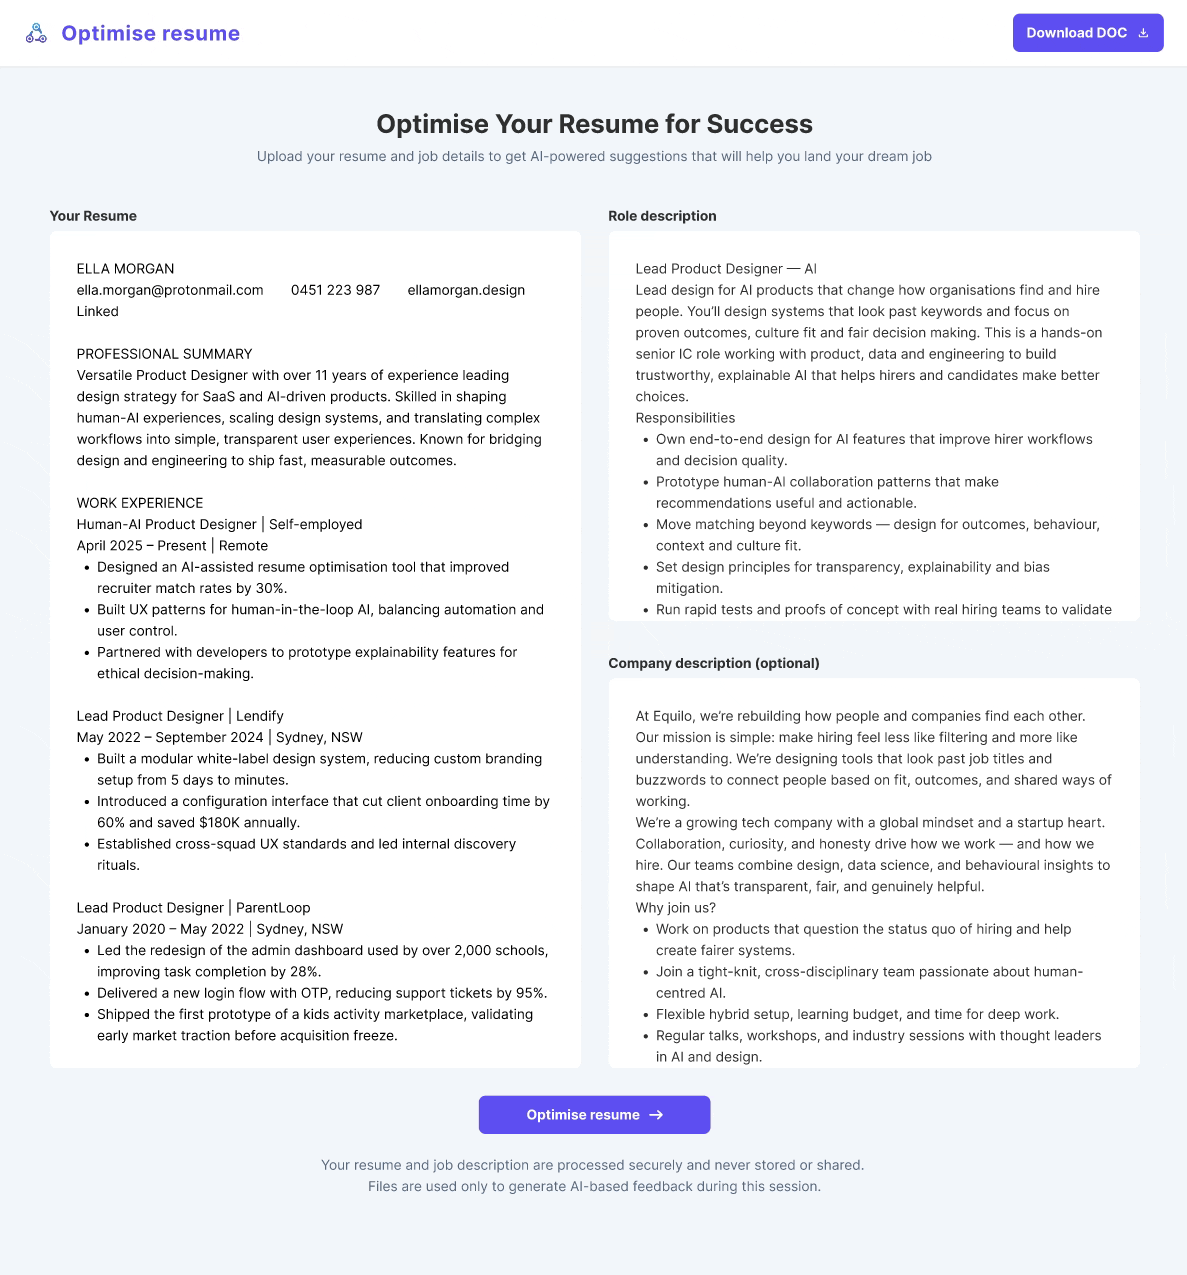 Optimise resume
Download DOC
Optimise Your Resume for Success
Upload your resume and job details to get AI-powered suggestions that will help you land your dream job
Your Resume
ELLA MORGAN
ella.morgan@protonmail.com 0451 223 987 ellamorgan.design
Linked
PROFESSIONAL SUMMARY
Versatile Product Designer with over 11 years of experience leading
design strategy for SaaS and AI-driven products. Skilled in shaping
human-AI experiences, scaling design systems, and translating complex
workflows into simple, transparent user experiences. Known for bridging
design and engineering to ship fast, measurable outcomes.
WORK EXPERIENCE
Human-AI Product Designer | Self-employed
April 2025 – Present | Remote
• Designed an AI-assisted resume optimisation tool that improved
recruiter match rates by 30%.
• Built UX patterns for human-in-the-loop AI, balancing automation and
user control.
• Partnered with developers to prototype explainability features for
ethical decision-making.
Lead Product Designer | Lendify
May 2022 – September 2024 | Sydney, NSW
• Built a modular white-label design system, reducing custom branding
setup from 5 days to minutes.
• Introduced a configuration interface that cut client onboarding time by
60% and saved $180K annually.
• Established cross-squad UX standards and led internal discovery
rituals.
Lead Product Designer | ParentLoop
January 2020 – May 2022 | Sydney, NSW
• Led the redesign of the admin dashboard used by over 2,000 schools,
improving task completion by 28%.
• Delivered a new login flow with OTP, reducing support tickets by 95%.
• Shipped the first prototype of a kids activity marketplace, validating
early market traction before acquisition freeze.
Role description
Lead Product Designer — AI
Lead design for AI products that change how organisations find and hire
people. You’ll design systems that look past keywords and focus on
proven outcomes, culture fit and fair decision making. This is a hands-on
senior IC role working with product, data and engineering to build
trustworthy, explainable AI that helps hirers and candidates make better
choices.
Responsibilities
• Own end-to-end design for AI features that improve hirer workflows
and decision quality.
• Prototype human-AI collaboration patterns that make
recommendations useful and actionable.
• Move matching beyond keywords — design for outcomes, behaviour,
context and culture fit.
• Set design principles for transparency, explainability and bias
mitigation.
• Run rapid tests and proofs of concept with real hiring teams to validate
Company description (optional)
At Equilo, we’re rebuilding how people and companies find each other.
Our mission is simple: make hiring feel less like filtering and more like
understanding. We’re designing tools that look past job titles and
buzzwords to connect people based on fit, outcomes, and shared ways of
working.
We’re a growing tech company with a global mindset and a startup heart.
Collaboration, curiosity, and honesty drive how we work — and how we
hire. Our teams combine design, data science, and behavioural insights to
shape AI that’s transparent, fair, and genuinely helpful.
Why join us?
• Work on products that question the status quo of hiring and help
create fairer systems.
• Join a tight-knit, cross-disciplinary team passionate about human-
centred AI.
• Flexible hybrid setup, learning budget, and time for deep work.
• Regular talks, workshops, and industry sessions with thought leaders
in AI and design.
Optimise resume →
Your resume and job description are processed securely and never stored or shared.
Files are used only to generate AI-based feedback during this session.